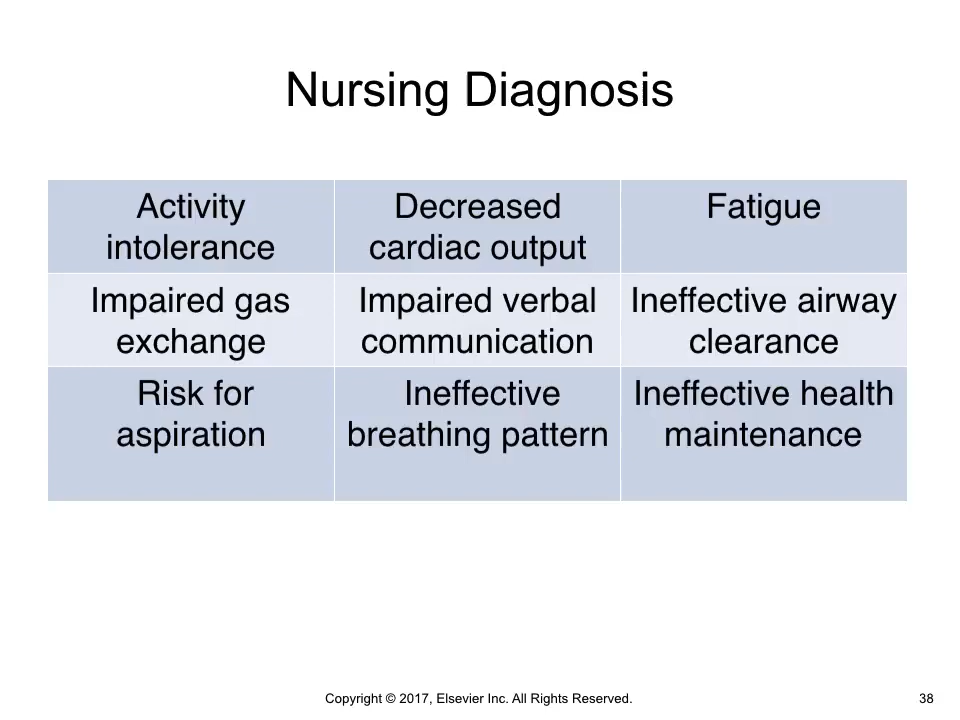 Nursing Diagnosis
Activity
intolerance
Decreased
cardiac output
Fatigue
Impaired gas
exchange
Impaired verbal
communication
Ineffective airway
clearance
Risk for
aspiration
Ineffective
breathing pattern
Ineffective health
maintenance
Copyright © 2017, Elsevier Inc. All Rights Reserved.
38